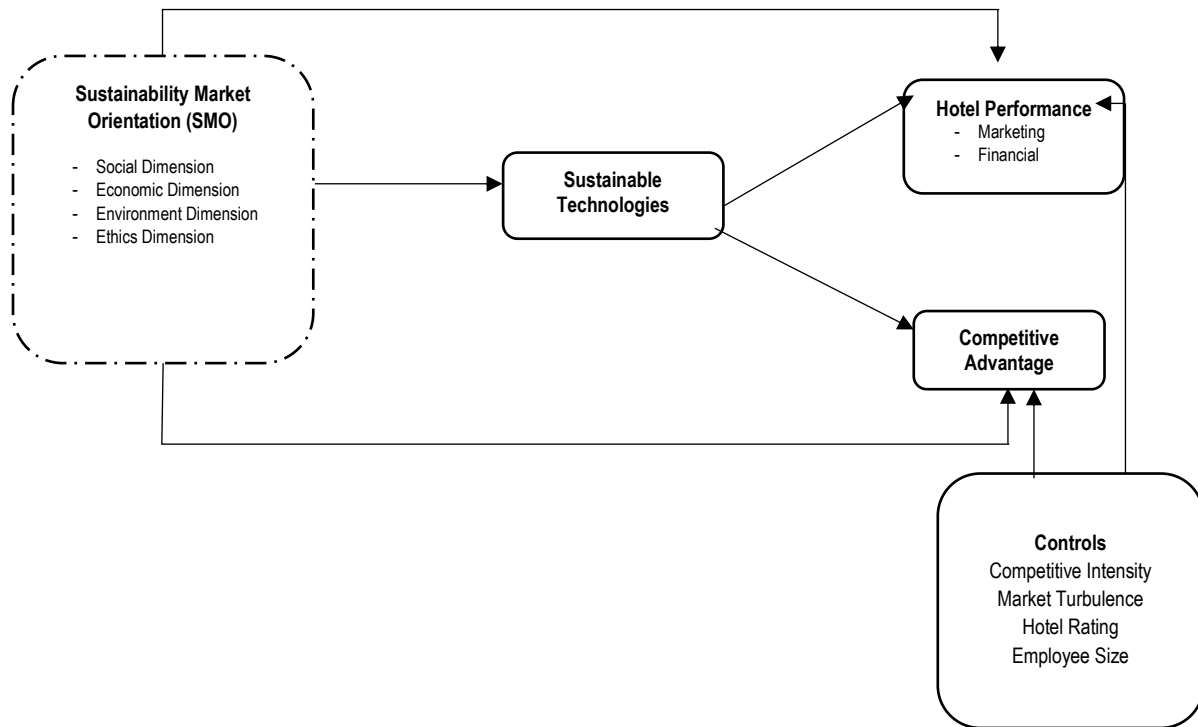 Sustainability Market
Orientation (SMO)
- Social Dimension
- Economic Dimension
- Environment Dimension
- Ethics Dimension
Sustainable
Technologies
Hotel Performance
- Marketing
- Financial
Competitive
Advantage
Controls
Competitive Intensity
Market Turbulence
Hotel Rating
Employee Size